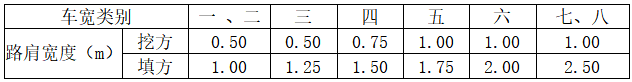 车宽类别 一 、二 三 四 五 六 七、八
路肩宽度（m） 挖方 0.50 0.50 0.75 1.00 1.00 1.00
填方 1.00 1.25 1.50 1.75 2.00 2.50